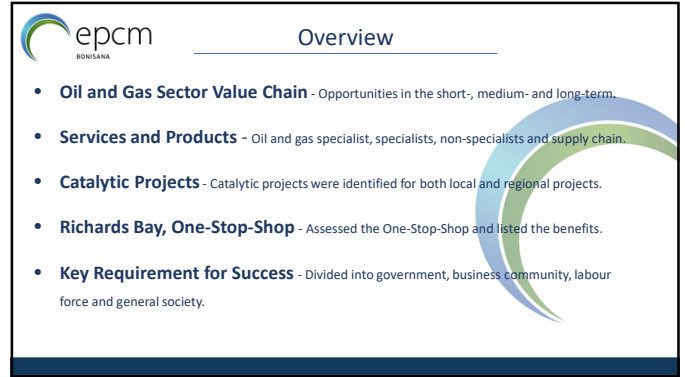 epcm
BONISANA
Overview
• Oil and Gas Sector Value Chain - Opportunities in the short-, medium- and long-term.
• Services and Products - Oil and gas specialist, specialists, non-specialists and supply chain.
• Catalytic Projects - Catalytic projects were identified for both local and regional projects.
• Richards Bay, One-Stop-Shop - Assessed the One-Stop-Shop and listed the benefits.
• Key Requirement for Success - Divided into government, business community, labour
force and general society.